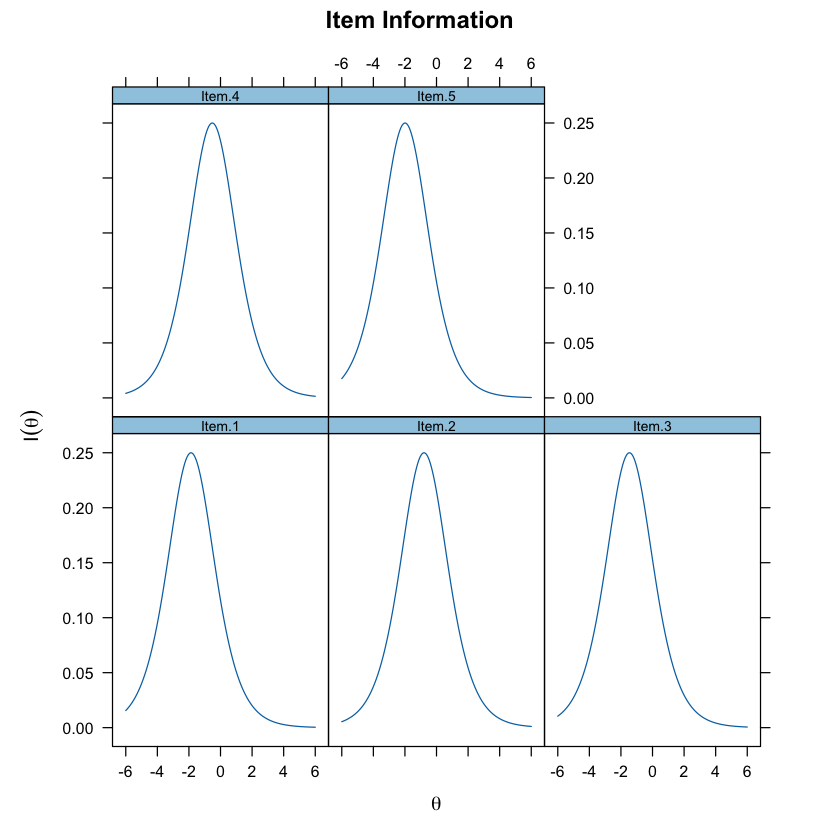 Item Information
-6 -4 -2 0 2 4 6
Item.4 Item.5
0.25
0.20
0.15
0.10
0.05
0.00
I(θ)
Item.1 Item.2 Item.3
0.25
0.20
0.15
0.10
0.05
0.00
-6 -4 -2 0 2 4 6 -6 -4 -2 0 2 4 6
θ